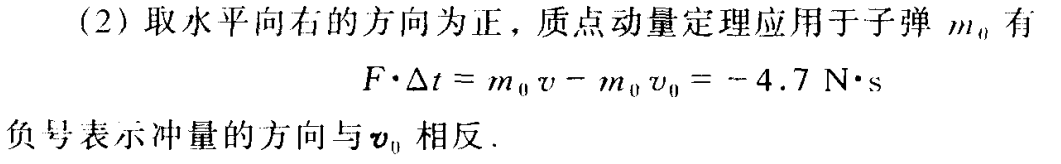 (2) 取水平向右的方向为正，质点动量定理应用于子弹 m₀ 有
F·Δt = m₀v − m₀v₀ = −4.7 N·s
负号表示冲量的方向与 v₀ 相反.